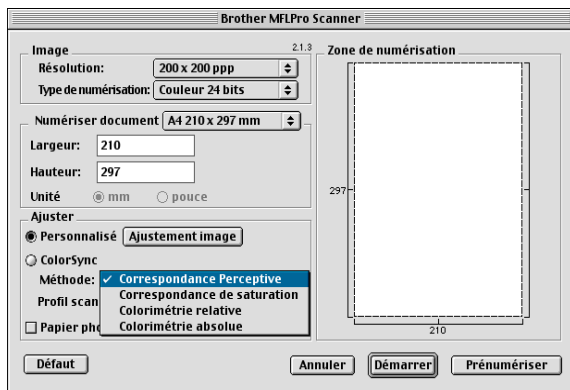 Brother MFLPro Scanner
Image
2.1.3
Résolution: 200 x 200 ppp
Type de numérisation: Couleur 24 bits
Numériser document A4 210 x 297 mm
Largeur: 210
Hauteur: 297
Unité mm pouce
Ajuster
Personnalisé Ajustement image
ColorSync
Méthode: ✓ Correspondance Perceptive
Correspondance de saturation
Colorimétrie relative
Colorimétrie absolue
Profil scan
Papier pho
Zone de numérisation
297
210
Défaut
Annuler Démarrer Prénumériser